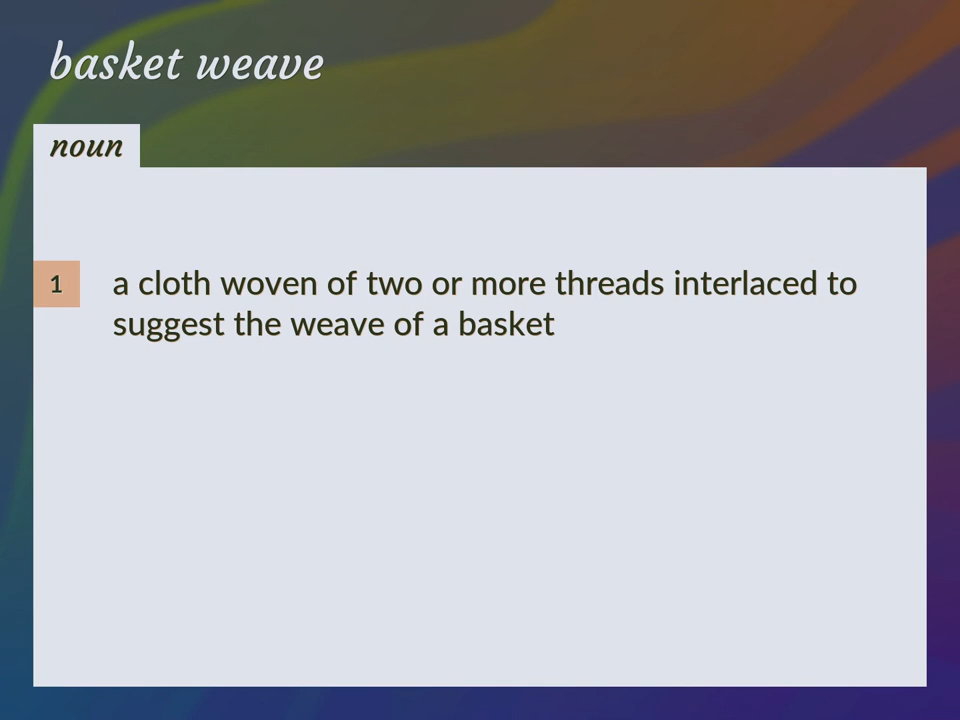 basket weave
noun
1
a cloth woven of two or more threads interlaced to
suggest the weave of a basket